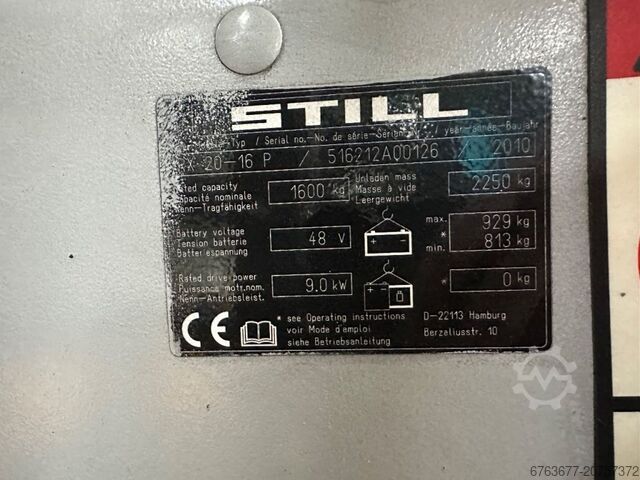 STILL
Typ / Serial no.-No. de série-Serien / year-année-Baujahr
20-16 P / 516212A00126 / 2010
rated capacity
Capacité nominale
Nenn-Tragfähigkeit
1600 kg
Unladen mass
Masse à vide
Leergewicht
2250 kg
Battery voltage
Tension batterie
Batteriespannung
48 V
max. 929 kg
*
min. 813 kg
Rated drive power
Puissance motr.nom.
Nenn-Antriebsleist.
9.0 kW
* 0 kg
* see Operating instructions
voir Mode d'emploi
siehe Betriebsanleitung
D-22113 Hamburg
Berzeliusstr. 10
CE
6763677-20757372